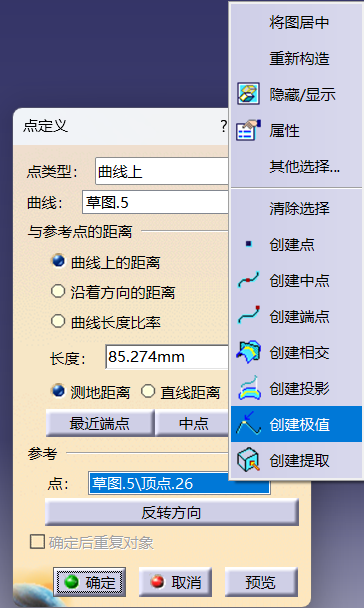 将图居中
重新构造
隐藏/显示
属性
其他选择...
清除选择
创建点
创建中点
创建端点
创建相交
创建投影
创建极值
创建提取
点定义 ?
点类型： 曲线上
曲线： 草图.5
与参考点的距离
曲线上的距离
沿着方向的距离
曲线长度比率
长度： 85.274mm
测地距离 直线距离
最近端点 中点
参考
点： 草图.5\顶点.26
反转方向
确定后重复对象
确定 取消 预览